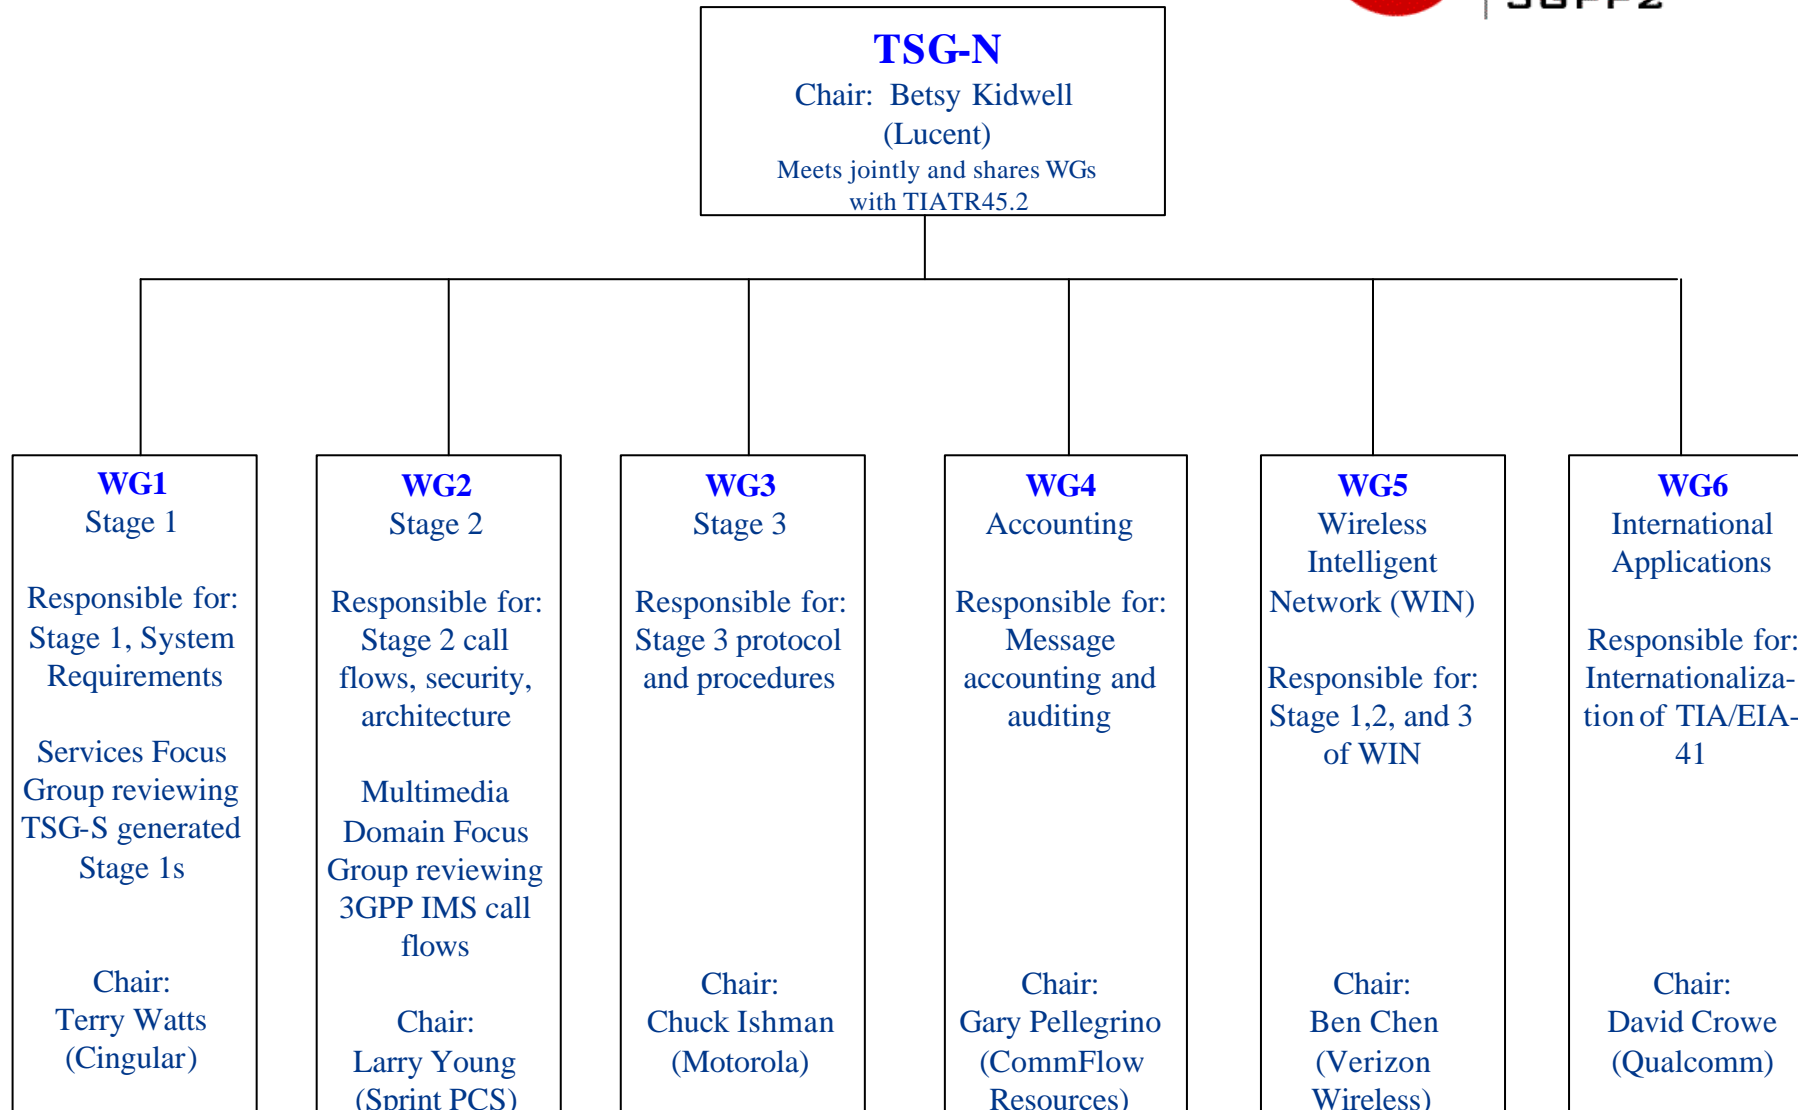 3GPP2
TSG-N
Chair: Betsy Kidwell
(Lucent)
Meets jointly and shares WGs
with TIATR45.2
WG1
Stage 1
Responsible for:
Stage 1, System
Requirements
Services Focus
Group reviewing
TSG-S generated
Stage 1s
Chair:
Terry Watts
(Cingular)
WG2
Stage 2
Responsible for:
Stage 2 call
flows, security,
architecture
Multimedia
Domain Focus
Group reviewing
3GPP IMS call
flows
Chair:
Larry Young
(Sprint PCS)
WG3
Stage 3
Responsible for:
Stage 3 protocol
and procedures
Chair:
Chuck Ishman
(Motorola)
WG4
Accounting
Responsible for:
Message
accounting and
auditing
Chair:
Gary Pellegrino
(CommFlow
Resources)
WG5
Wireless
Intelligent
Network (WIN)
Responsible for:
Stage 1,2, and 3
of WIN
Chair:
Ben Chen
(Verizon
Wireless)
WG6
International
Applications
Responsible for:
Internationaliza-
tion of TIA/EIA-
41
Chair:
David Crowe
(Qualcomm)